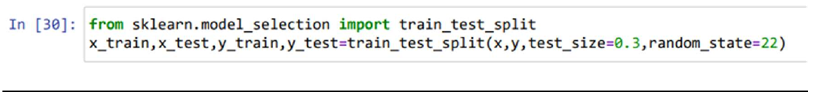 In [30]: from sklearn.model_selection import train_test_split
x_train,x_test,y_train,y_test=train_test_split(x,y,test_size=0.3,random_state=22)